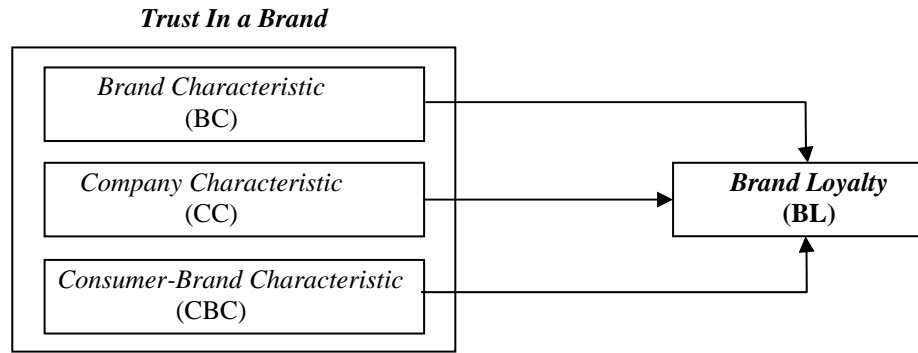 Trust In a Brand
Brand Characteristic
(BC)
Company Characteristic
(CC)
Brand Loyalty
(BL)
Consumer-Brand Characteristic
(CBC)